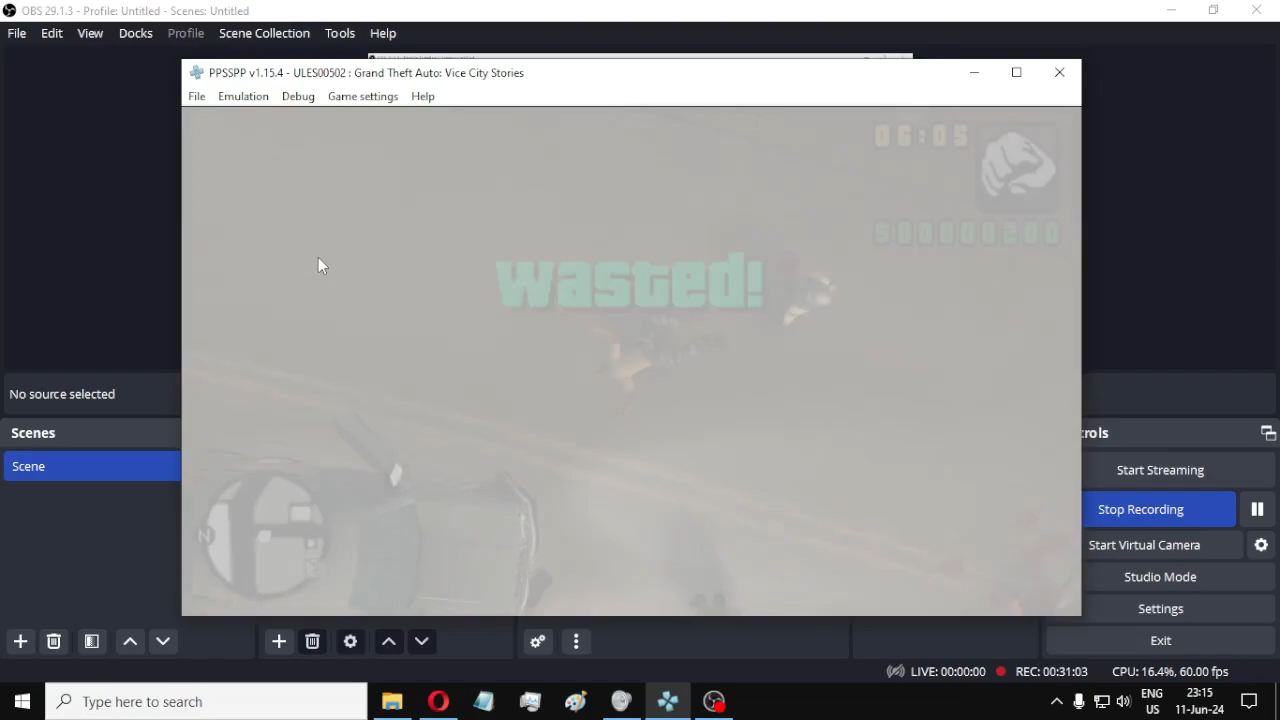 OBS 29.1.3 - Profile: Untitled - Scenes: Untitled
File Edit View Docks Profile Scene Collection Tools Help
PPSSPP v1.15.4 - ULES00502 : Grand Theft Auto: Vice City Stories
File Emulation Debug Game settings Help
06:05
wasted!
No source selected
Scenes
Scene
trols
Start Streaming
Stop Recording
Start Virtual Camera
Studio Mode
Settings
Exit
N
LIVE: 00:00:00 REC: 00:31:03 CPU: 16.4%, 60.00 fps
Type here to search
ENG
US
23:15
11-Jun-24